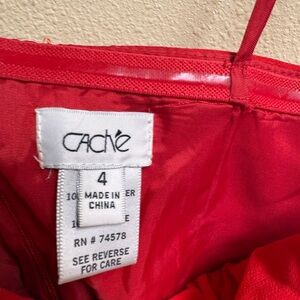 CACHÉ
4
MADE IN
CHINA
RN # 74578
SEE REVERSE
FOR CARE